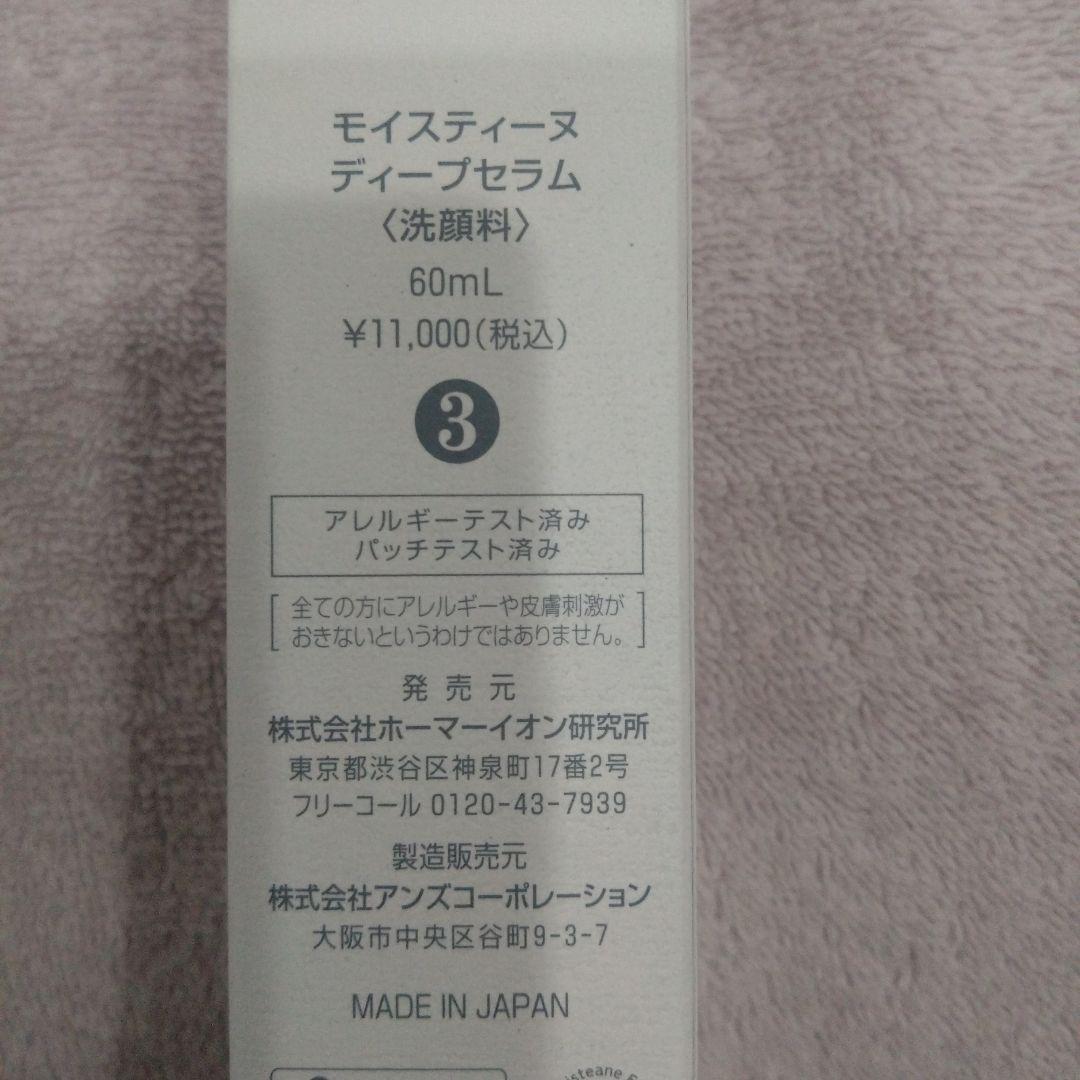 モイスティーヌ
ディープセラム
〈洗顔料〉
60mL
¥11,000(税込)
3
アレルギーテスト済み
パッチテスト済み
[全ての方にアレルギーや皮膚刺激が
おきないというわけではありません。]
発売元
株式会社ホーマーイオン研究所
東京都渋谷区神泉町17番2号
フリーコール 0120-43-7939
製造販売元
株式会社アンズコーポレーション
大阪市中央区谷町9-3-7
MADE IN JAPAN